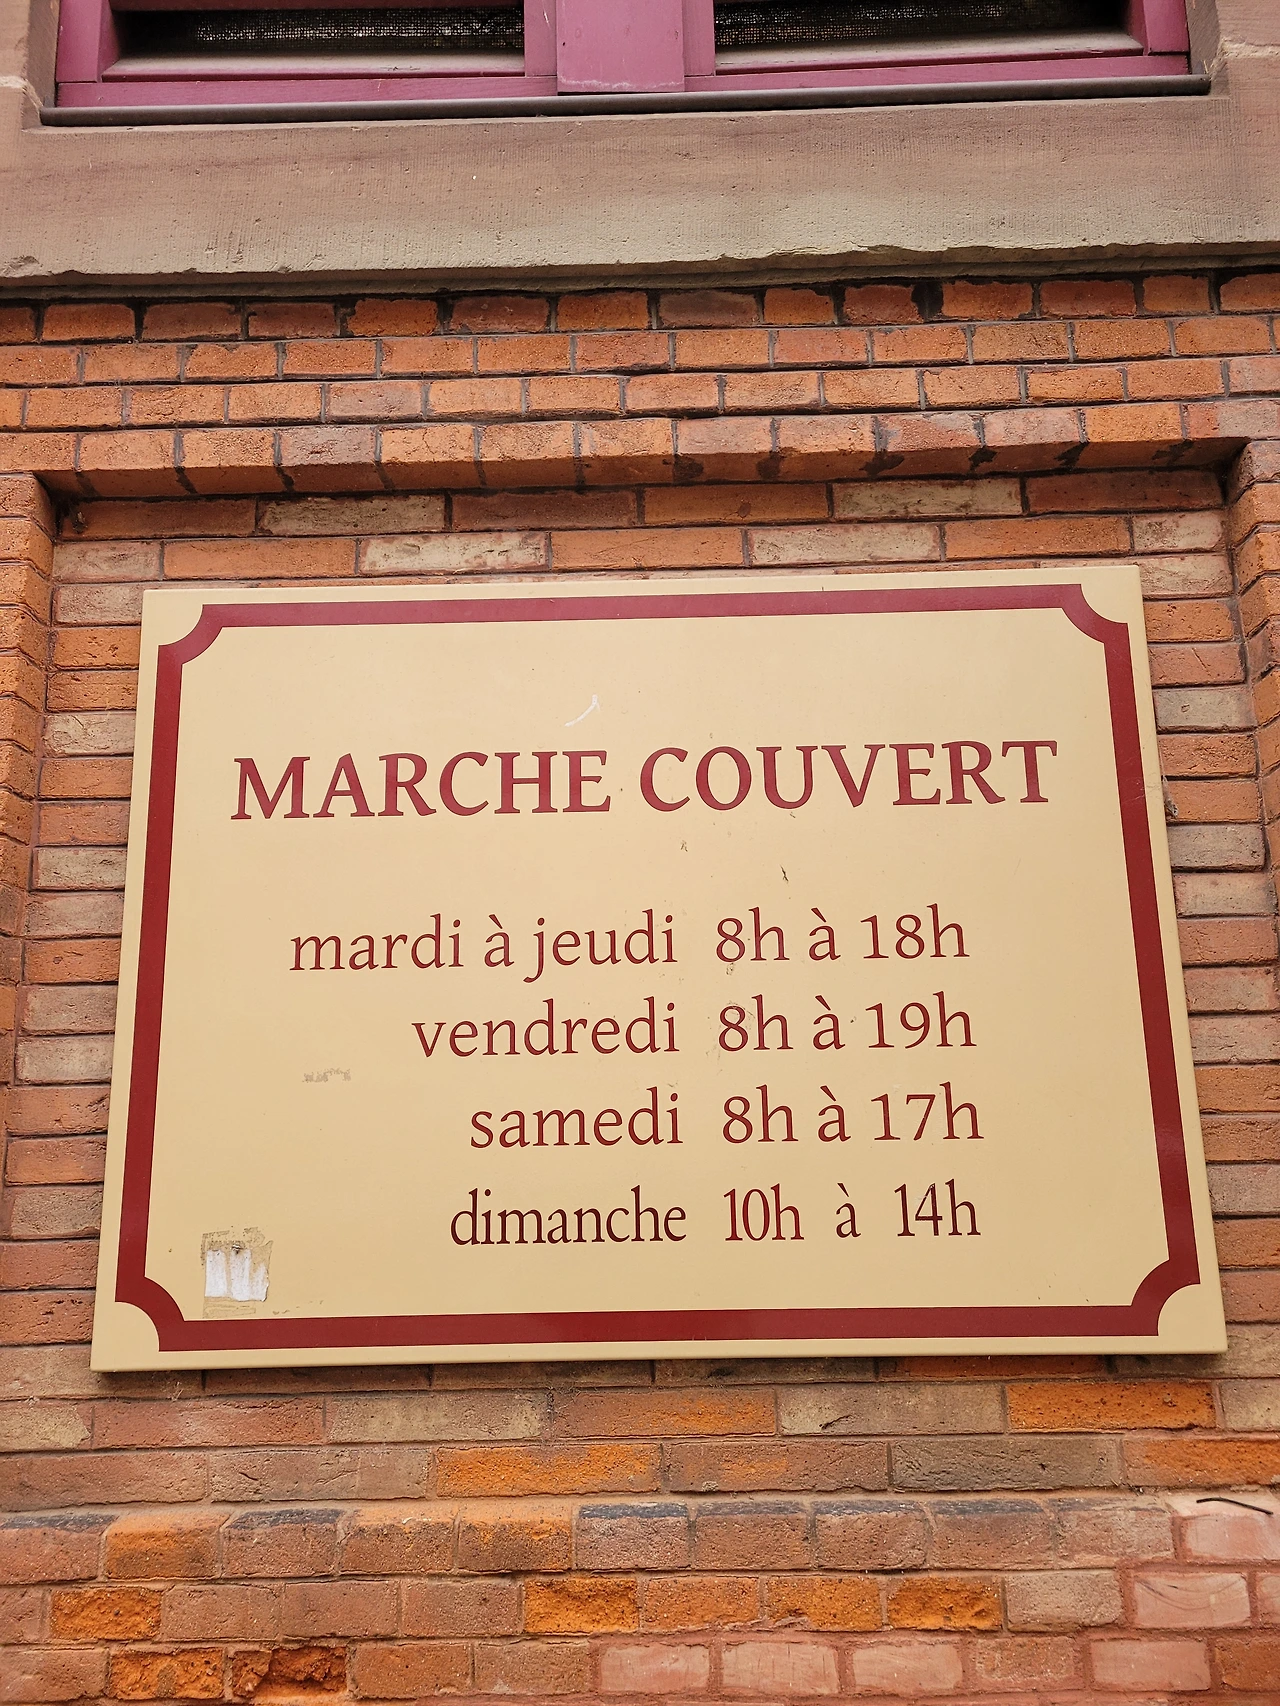 MARCHE COUVERT
mardi à jeudi 8h à 18h
vendredi 8h à 19h
samedi 8h à 17h
dimanche 10h à 14h